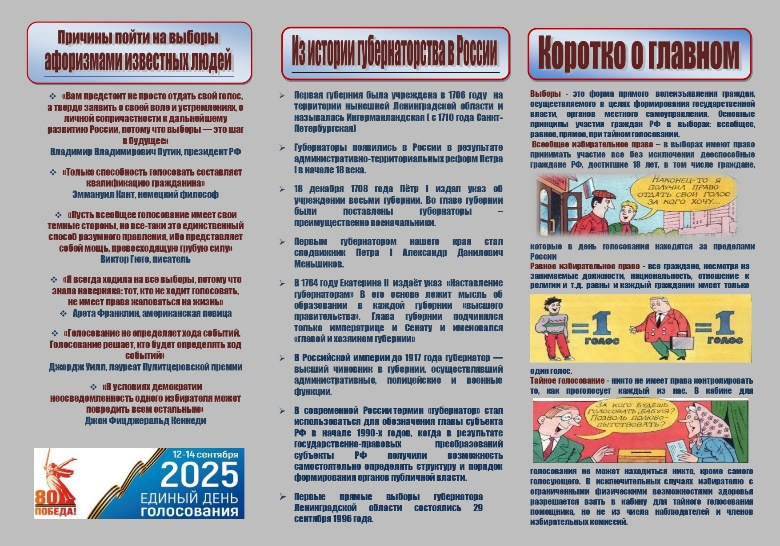 Причины пойти на выборы
афоризмами известных людей
«Вам предстоит не просто отдать свой голос,
а твердо заявить о своей воле и устремлениях, о
личной сопричастности к дальнейшему
развитию России, потому что выборы — это шаг
в будущее»
Владимир Владимирович Путин, президент РФ
«Только способность голосовать составляет
квалификацию гражданина»
Эммануил Кант, немецкий философ
«Пусть всеобщее голосование имеет свои
темные стороны, но все-таки это единственный
способ разумного правления, ибо представляет
собой мощь, превосходящую грубую силу»
Виктор Гюго, писатель
«Я всегда ходила на все выборы, потому что
знала наверняка: тот, кто не ходит голосовать,
не имеет права жаловаться на жизнь»
Арета Франклин, американская певица
«Голосование не определяет хода событий.
Голосование решает, кто будет определять ход
событий»
Джордж Уилл, лауреат Пулитцеровской премии
«В условиях демократии
неосведомленность одного избирателя может
повредить всем остальным»
Джон Фицджеральд Кеннеди
80
ПОБЕДА!
12-14 сентября
2025
ЕДИНЫЙ ДЕНЬ
ГОЛОСОВАНИЯ
Из истории губернаторства в России
Первая губерния была учреждена в 1706 году на
территории нынешней Ленинградской области и
называлась Ингерманландская ( с 1710 года Санкт-
Петербургская)
Губернаторы появились в России в результате
административно-территориальных реформ Петра
I в начале 18 века.
18 декабря 1708 года Пётр I издал указ об
учреждении восьми губерний. Во главе губерний
были поставлены губернаторы –
преимущественно военачальники.
Первым губернатором нашего края стал
сподвижник Петра I Александр Данилович
Меньшиков.
В 1764 году Екатерина II издаёт указ «Наставление
губернаторам» В его основе лежит мысль об
образовании в каждой губернии «высшего
правительства». Глава губернии подчинялся
только императрице и Сенату и именовался
«главой и хозяином губернии»
В Российской империи до 1917 года губернатор —
высший чиновник в губернии, осуществлявший
административные, полицейские и военные
функции.
В современной России термин «губернатор» стал
использоваться для обозначения главы субъекта
РФ в начале 1990-х годов, когда в результате
государственно-правовых преобразований
субъекты РФ получили возможность
самостоятельно определять структуру и порядок
формирования органов публичной власти.
Первые прямые выборы губернатора
Ленинградской области состоялись 29
сентября 1996 года.
Коротко о главном
Выборы - это форма прямого волеизъявления граждан,
осуществляемого в целях формирования государственной
власти, органов местного самоуправления. Основные
принципы участия граждан РФ в выборах: всеобщее,
равное, прямое, при тайном голосовании.
Всеобщее избирательное право – в выборах имеют право
принимать участие все без исключения дееспособные
граждане РФ, достигшие 18 лет, в том числе граждане,
НАКОНЕЦ-ТО Я
ПОЛУЧИЛ ПРАВО
ОТДАТЬ СВОЙ ГОЛОС
ЗА КОГО ХОЧУ...
которые в день голосования находятся за пределами
России
Равное избирательное право - все граждане, несмотря на
занимаемые должности, национальность, отношение к
религии и т.д. равны и каждый гражданин имеет только
=1
ГОЛОС
=1
ГОЛОС
один голос.
Тайное голосование - никто не имеет права контролировать
то, как проголосует каждый из нас. В кабине для
ЗА КОГО БУДЕШЬ
ГОЛОСОВАТЬ, БАБУЛЯ?
ПОЗВОЛЬ ПОЛЮБО-
ПЫТСТВОВАТЬ?
голосования не может находиться никто, кроме самого
голосующего. В исключительных случаях избирателю с
ограниченными физическими возможностями здоровья
разрешается взять в кабину для тайного голосования
помощника, но не из числа наблюдателей и членов
избирательных комиссий.